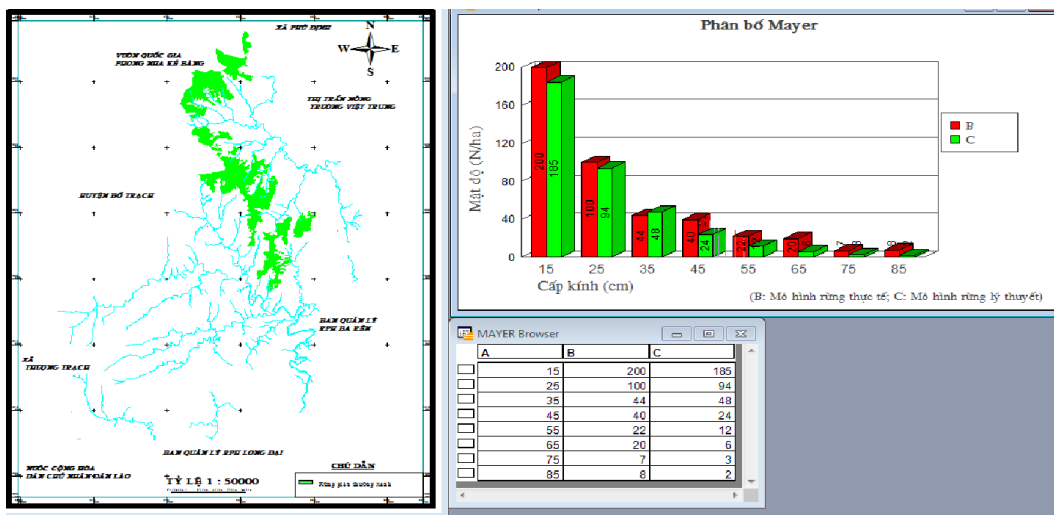 XÃ PHÚ ĐỊNH
N
W E
S
VƯỜN QUỐC GIA
PHONG NHA KẺ BÀNG
THỊ TRẤN NÔNG
TRƯỜNG VIỆT TRUNG
HUYỆN BỐ TRẠCH
BAN QUẢN LÝ
RPH BA RỀN
XÃ
THƯỢNG TRẠCH
BAN QUẢN LÝ RPH LONG ĐẠI
NƯỚC CỘNG HÒA
DÂN CHỦ NHÂN DÂN LÀO
TỶ LỆ 1 : 50000
CHÚ DẪN
Rừng giàu thường xanh
Phân bố Mayer
Mật độ (N/ha)
200
160
120
80
40
0
200
185
100
94
44
48
40
24
22
12
20
6
7
3
8
2
15 25 35 45 55 65 75 85
Cấp kính (cm)
B
C
(B: Mô hình rừng thực tế; C: Mô hình rừng lý thuyết)
MAYER Browser
A B C
15 200 185
25 100 94
35 44 48
45 40 24
55 22 12
65 20 6
75 7 3
85 8 2